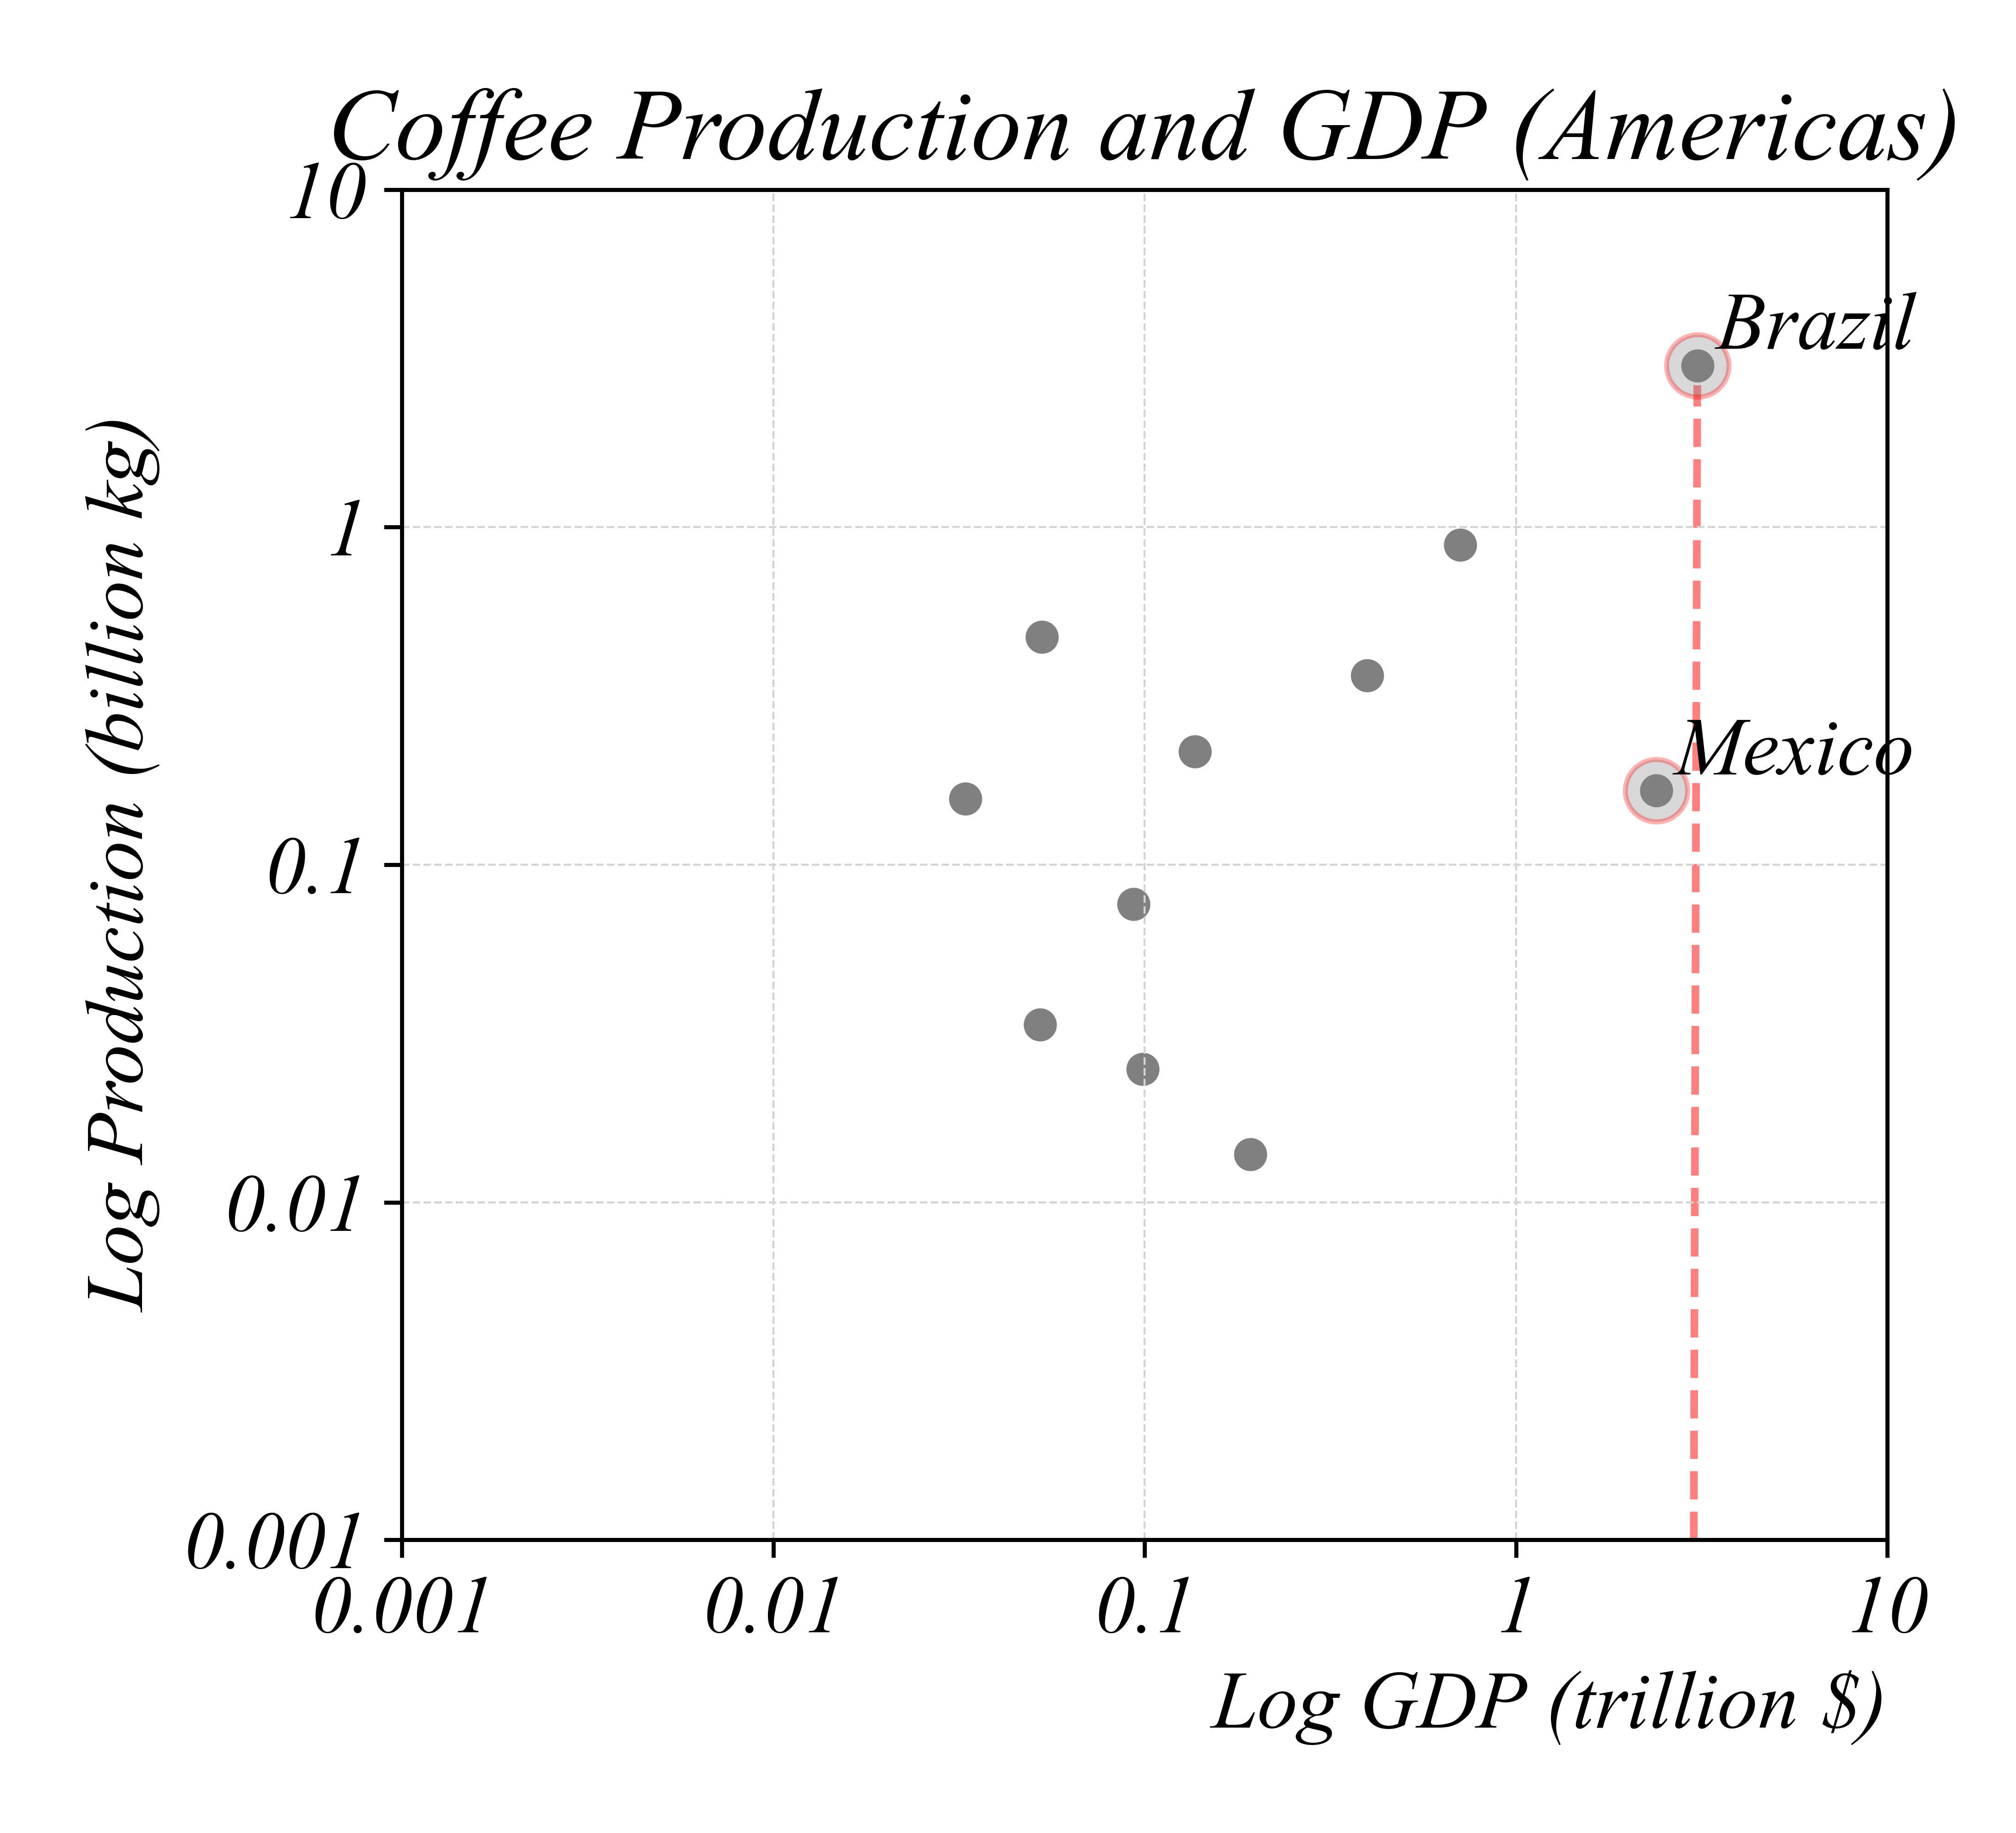 Coffee Production and GDP (Americas)
10
Brazil
1
Mexico
0.1
0.01
0.001
Log Production (billion kg)
0.001 0.01 0.1 1 10
Log GDP (trillion $)